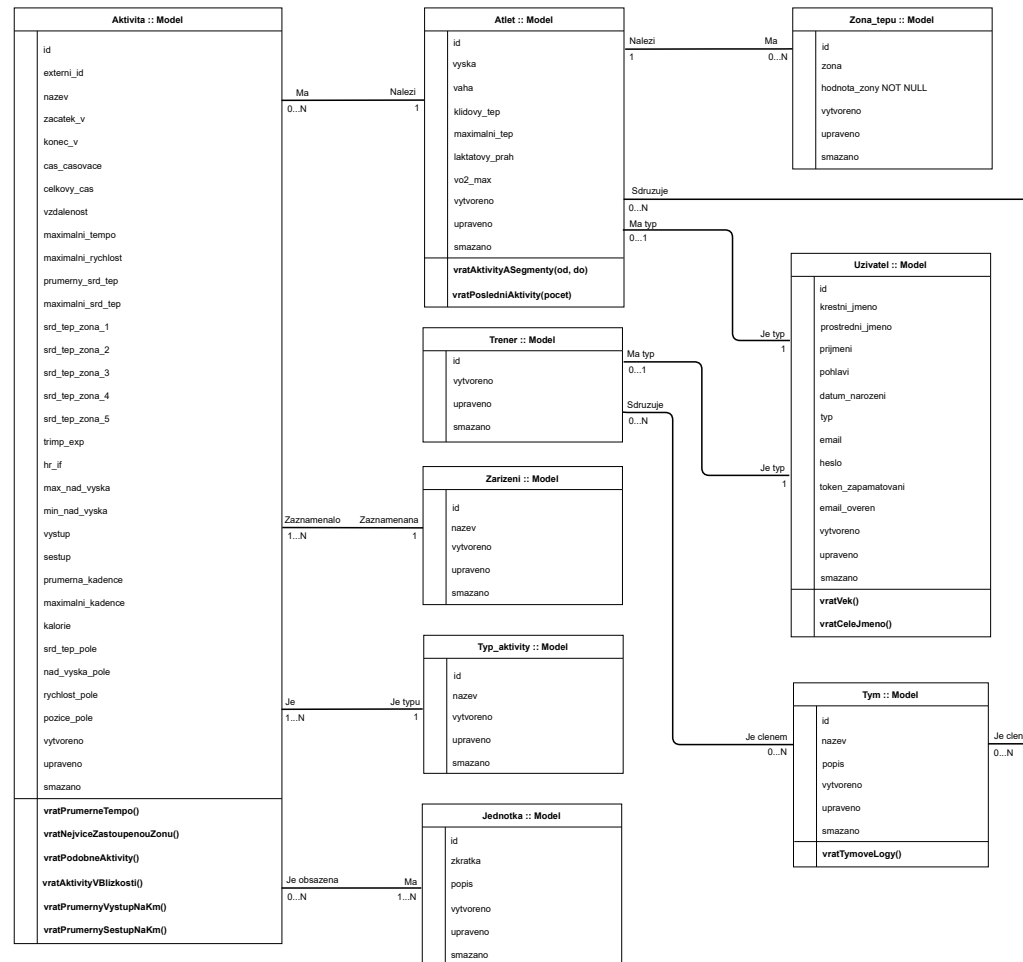 Aktivita :: Model
id
externi_id
nazev
zacatek_v
konec_v
cas_casovace
celkovy_cas
vzdalenost
maximalni_tempo
maximalni_rychlost
prumerny_srd_tep
maximalni_srd_tep
srd_tep_zona_1
srd_tep_zona_2
srd_tep_zona_3
srd_tep_zona_4
srd_tep_zona_5
trimp_exp
hr_if
max_nad_vyska
min_nad_vyska
vystup
sestup
prumerna_kadence
maximalni_kadence
kalorie
srd_tep_pole
nad_vyska_pole
rychlost_pole
pozice_pole
vytvoreno
upraveno
smazano
vratPrumerneTempo()
vratNejviceZastoupenouZonu()
vratPodobneAktivity()
vratAktivityVBlizkosti()
vratPrumernyVystupNaKm()
vratPrumernySestupNaKm()
Ma Nalezi
0...N 1
Zaznamenalo Zaznamenana
1...N 1
Je Je typu
1...N 1
Je obsazena Ma
0...N 1...N
Atlet :: Model
id
vyska
vaha
klidovy_tep
maximalni_tep
laktatovy_prah
vo2_max
vytvoreno
upraveno
smazano
vratAktivityASegmenty(od, do)
vratPosledniAktivity(pocet)
Trener :: Model
id
vytvoreno
upraveno
smazano
Zarizeni :: Model
id
nazev
vytvoreno
upraveno
smazano
Typ_aktivity :: Model
id
nazev
vytvoreno
upraveno
smazano
Jednotka :: Model
id
zkratka
popis
vytvoreno
upraveno
smazano
Nalezi Ma
1 0...N
Sdruzuje
0...N
Ma typ
0...1
Je typ
1
Ma typ
0...1
Sdruzuje
0...N
Je typ
1
Je clenem
0...N
Zona_tepu :: Model
id
zona
hodnota_zony NOT NULL
vytvoreno
upraveno
smazano
Uzivatel :: Model
id
krestni_jmeno
prostredni_jmeno
prijmeni
pohlavi
datum_narozeni
typ
email
heslo
token_zapamatovani
email_overen
vytvoreno
upraveno
smazano
vratVek()
vratCeleJmeno()
Tym :: Model
id
nazev
popis
vytvoreno
upraveno
smazano
vratTymoveLogy()
Je clen
0...N